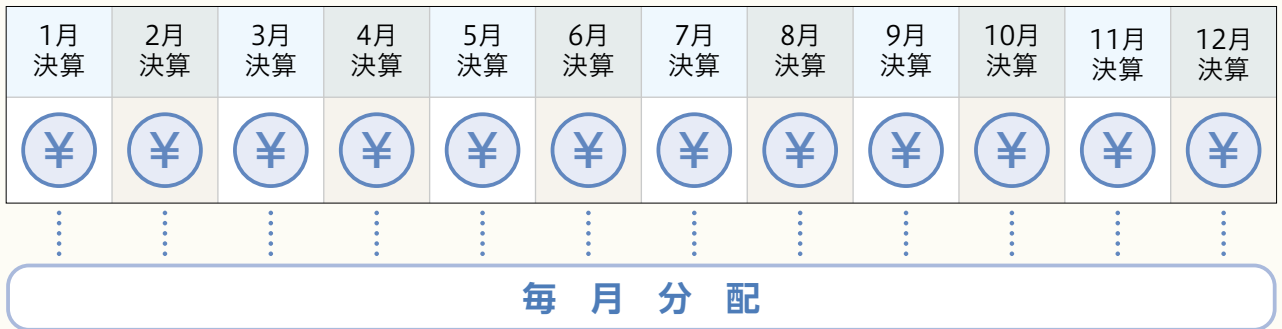 1月 2月 3月 4月 5月 6月 7月 8月 9月 10月 11月 12月
決算 決算 決算 決算 決算 決算 決算 決算 決算 決算 決算 決算
¥ ¥ ¥ ¥ ¥ ¥ ¥ ¥ ¥ ¥ ¥ ¥
毎月分配